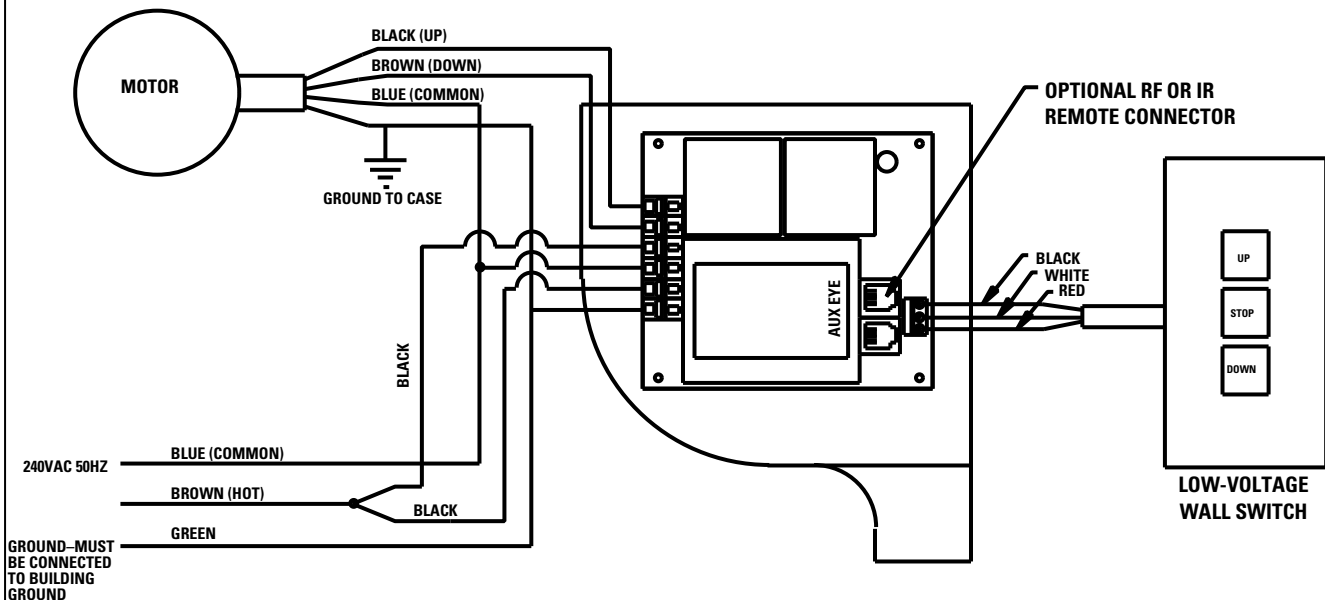 BLACK (UP)
BROWN (DOWN)
BLUE (COMMON)
MOTOR
GROUND TO CASE
OPTIONAL RF OR IR
REMOTE CONNECTOR
AUX EYE
BLACK
WHITE
RED
UP
STOP
DOWN
LOW-VOLTAGE
WALL SWITCH
BLACK
240VAC 50HZ
BLUE (COMMON)
BROWN (HOT)
BLACK
GREEN
GROUND–MUST
BE CONNECTED
TO BUILDING
GROUND